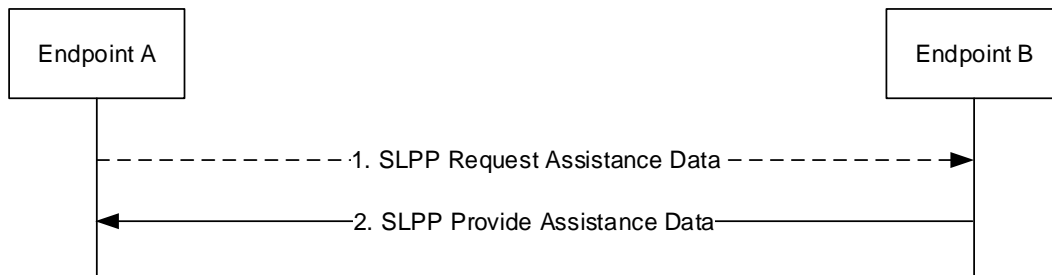 Endpoint A
Endpoint B
1. SLPP Request Assistance Data
2. SLPP Provide Assistance Data